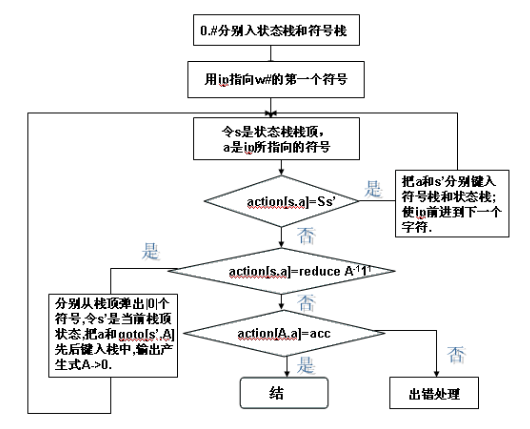 0.#分别入状态栈和符号栈
用ip指向w#的第一个符号
令s是状态栈栈顶，
a是ip所指向的符号
action[s,a]=Ss'
是
把a和s'分别键入
符号栈和状态栈;
使ip前进到下一个
字符.
否
是
action[s,a]=reduce
否
分别从栈顶弹出|0|个
符号,令s'是当前栈顶
状态,把a和goto[s',A]
先后键入栈中,输出产
生式A->0.
action[A,a]=acc
否
是
结
出错处理